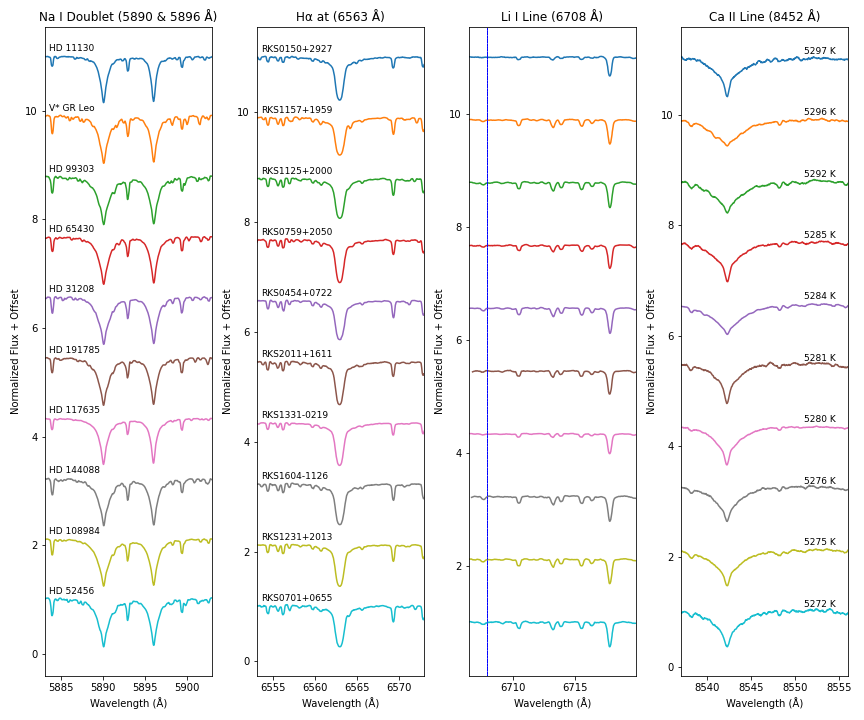 Na I Doublet (5890 & 5896 Å)
Hα at (6563 Å)
Li I Line (6708 Å)
Ca II Line (8452 Å)
HD 11130
V* GR Leo
HD 99303
HD 65430
HD 31208
HD 191785
HD 117635
HD 144088
HD 108984
HD 52456
10
8
6
4
2
0
5885
5890
5895
5900
Wavelength (Å)
Normalized Flux + Offset
RKS0150+2927
RKS1157+1959
RKS1125+2000
RKS0759+2050
RKS0454+0722
RKS2011+1611
RKS1331-0219
RKS1604-1126
RKS1231+2013
RKS0701+0655
10
8
6
4
2
0
6555
6560
6565
6570
Wavelength (Å)
Normalized Flux + Offset
10
8
6
4
2
6710
6715
Wavelength (Å)
Normalized Flux + Offset
5297 K
5296 K
5292 K
5285 K
5284 K
5281 K
5280 K
5276 K
5275 K
5272 K
10
8
6
4
2
0
8540
8545
8550
8555
Wavelength (Å)
Normalized Flux + Offset